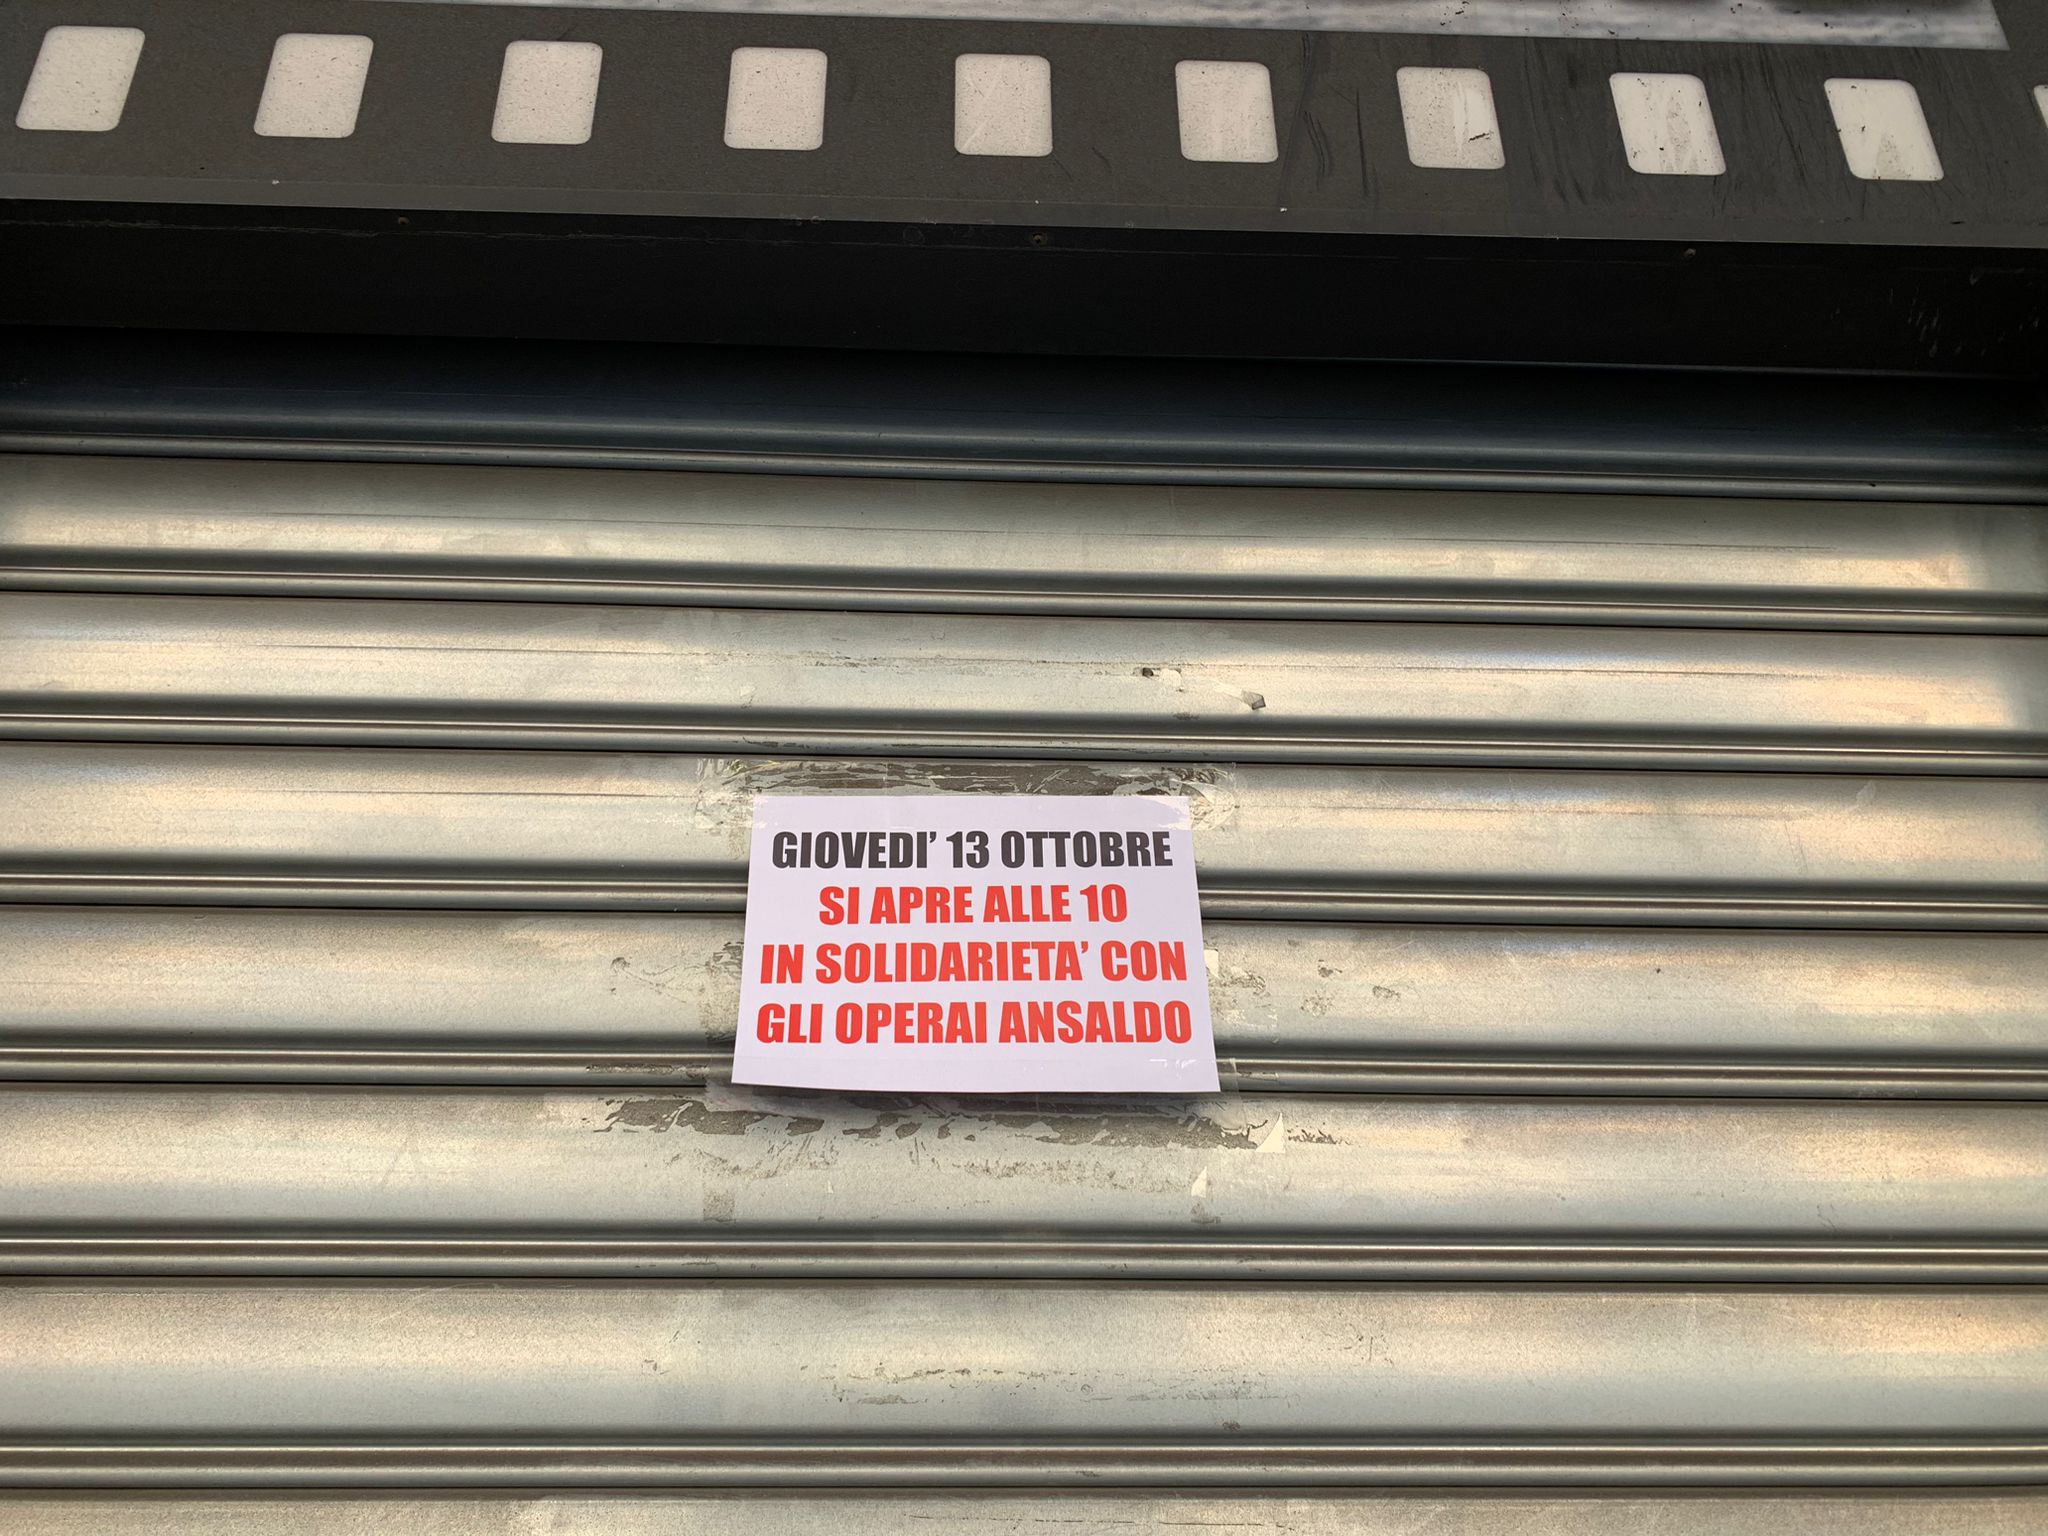 GIOVEDI’ 13 OTTOBRE
SI APRE ALLE 10
IN SOLIDARIETA’ CON
GLI OPERAI ANSALDO